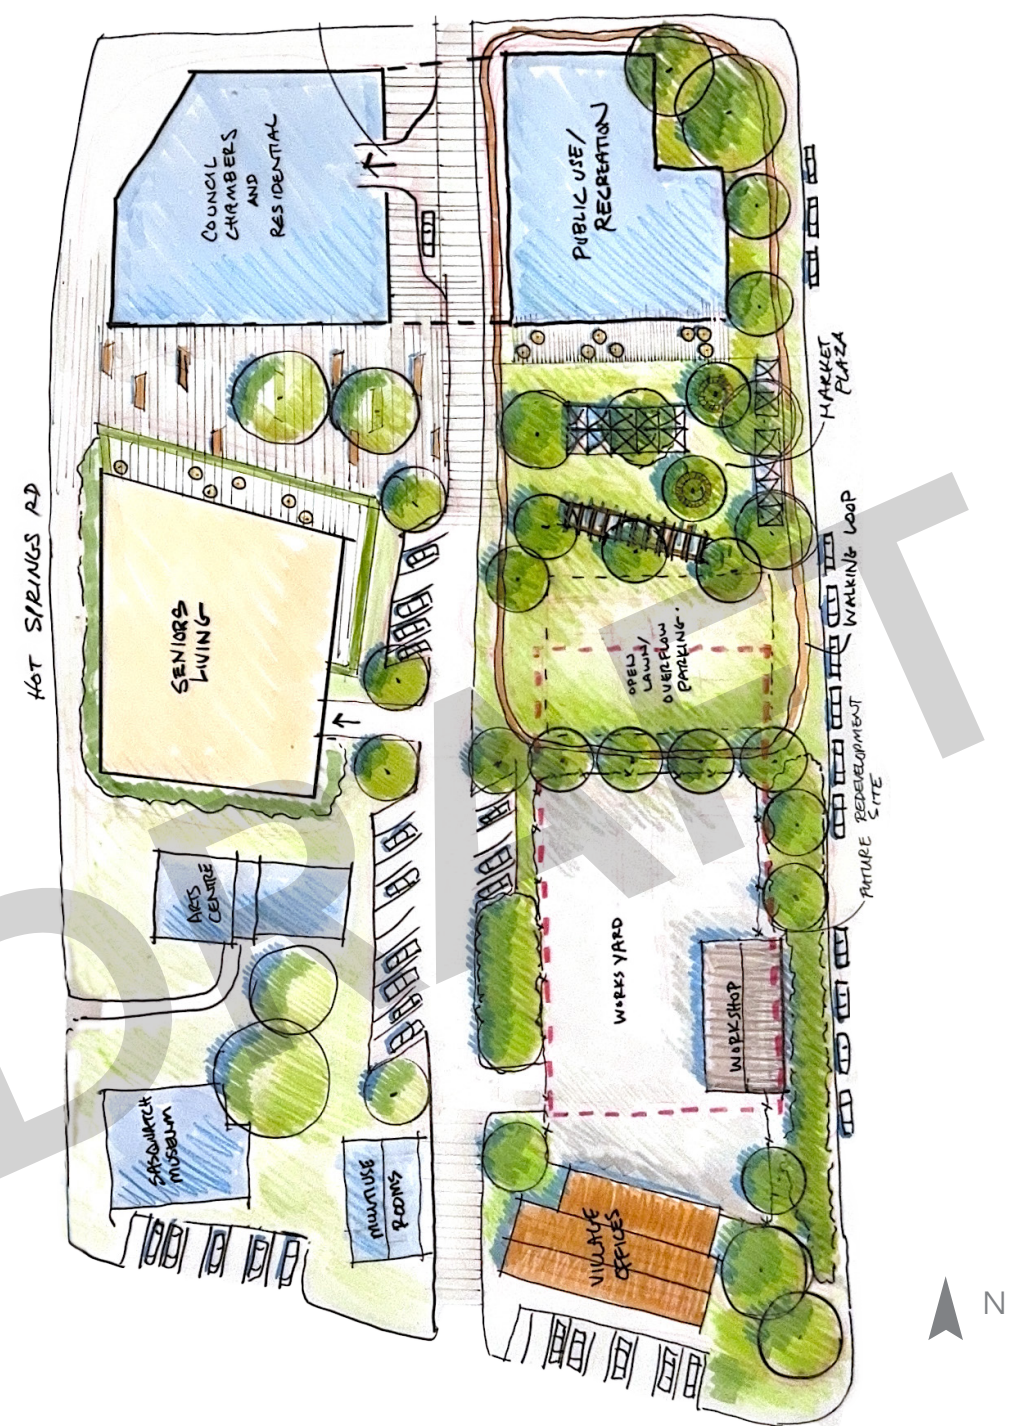 COUNCIL
CHAMBERS
AND
RESIDENTIAL
PUBLIC USE/
RECREATION
MARKET
PLAZA
HOT SPRINGS RD
SENIORS
LIVING
WALKING LOOP
OPEN
LAWN/
OVERFLOW
PARKING.
FUTURE REDEVELOPMENT
SITE
ARTS
CENTRE
WORKS YARD
WORKSHOP
SASQUATCH
MUSEUM
MULTIUSE
ROOMS
VILLAGE
OFFICES
N
DRAFT